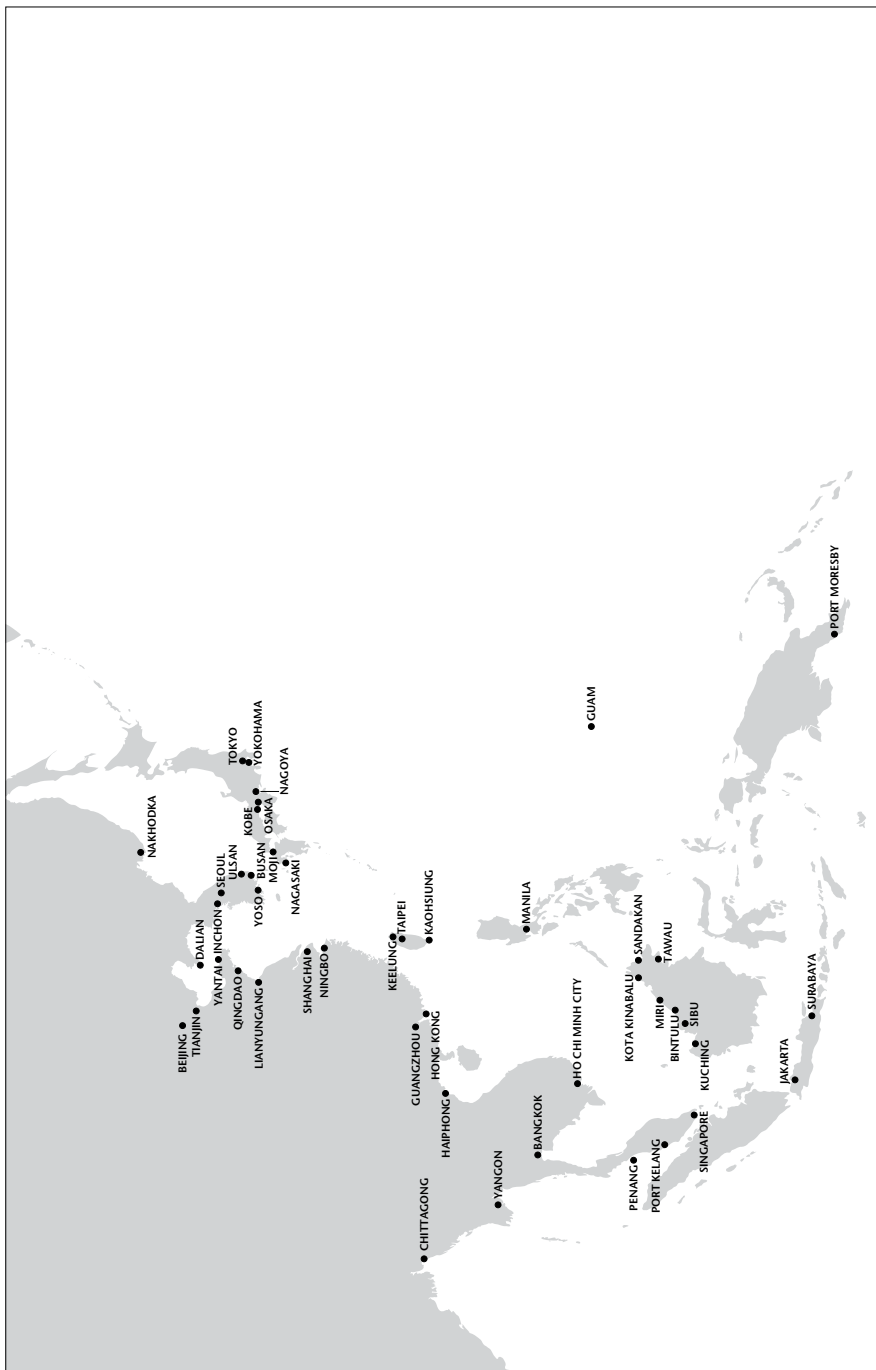 NAKHODKA
BEIJING
TIANJIN
DALIAN
YANTAI
INCHON
SEOUL
ULSAN
BUSAN
YOSO
MOJI
NAGASAKI
KOBE
OSAKA
NAGOYA
TOKYO
YOKOHAMA
QINGDAO
LIANYUNGANG
SHANGHAI
NINGBO
KEELUNG
TAIPEI
KAOHSIUNG
GUANGZHOU
HONG KONG
HAIPHONG
CHITTAGONG
YANGON
BANGKOK
HO CHI MINH CITY
MANILA
GUAM
PENANG
PORT KELANG
SINGAPORE
KOTA KINABALU
SANDAKAN
TAWAU
MIRI
BINTULU
SIBU
KUCHING
JAKARTA
SURABAYA
PORT MORESBY